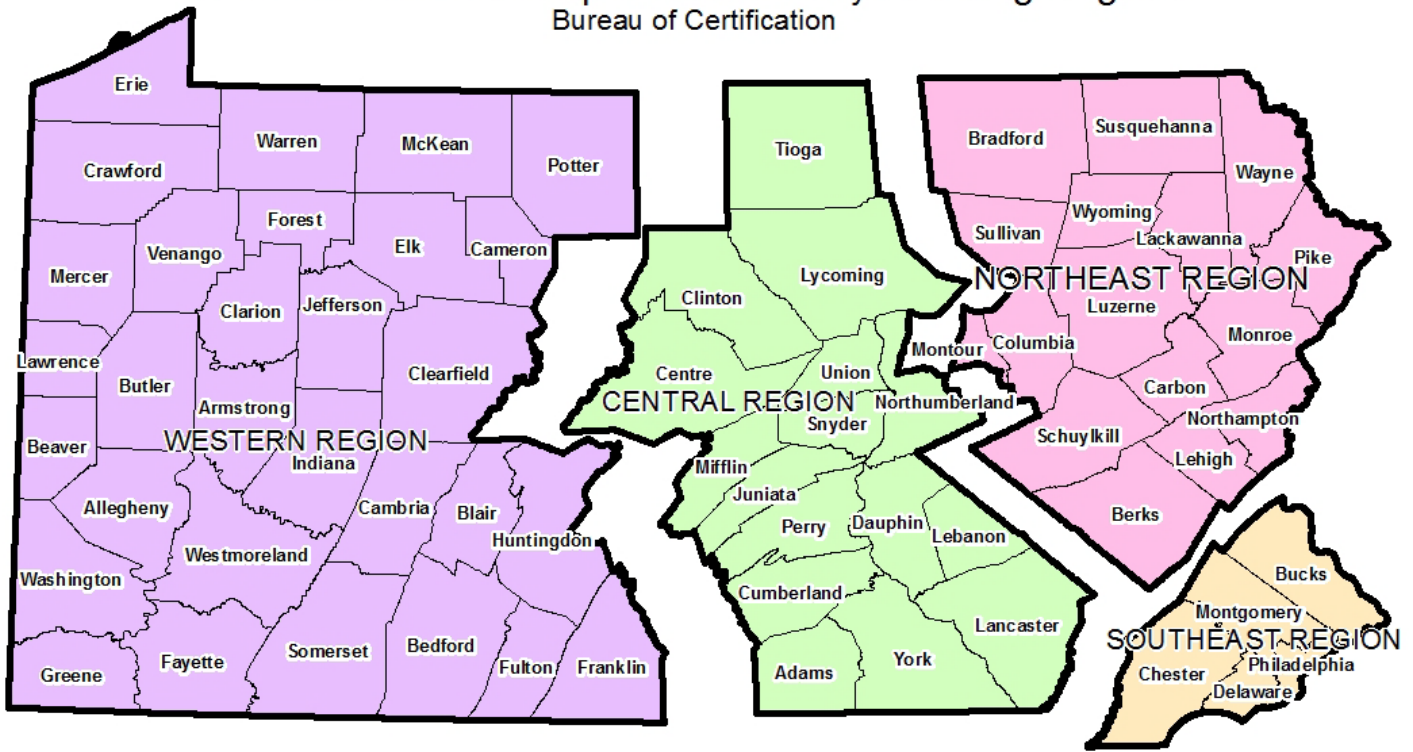 Bureau of Certification
Erie
Warren
McKean
Potter
Crawford
Forest
Elk
Cameron
Venango
Mercer
Clarion
Jefferson
Lawrence
Butler
Clearfield
Armstrong
WESTERN REGION
Beaver
Indiana
Allegheny
Cambria
Blair
Huntingdon
Westmoreland
Washington
Somerset
Bedford
Fayette
Greene
Fulton
Franklin
Tioga
Lycoming
Clinton
Centre
Union
CENTRAL REGION
Northumberland
Snyder
Mifflin
Juniata
Perry
Dauphin
Lebanon
Cumberland
Lancaster
York
Adams
Bradford
Susquehanna
Wayne
Wyoming
Sullivan
Lackawanna
Pike
NORTHEAST REGION
Luzerne
Monroe
Columbia
Montour
Carbon
Northampton
Schuylkill
Lehigh
Berks
Bucks
Montgomery
SOUTHEAST REGION
Philadelphia
Chester
Delaware